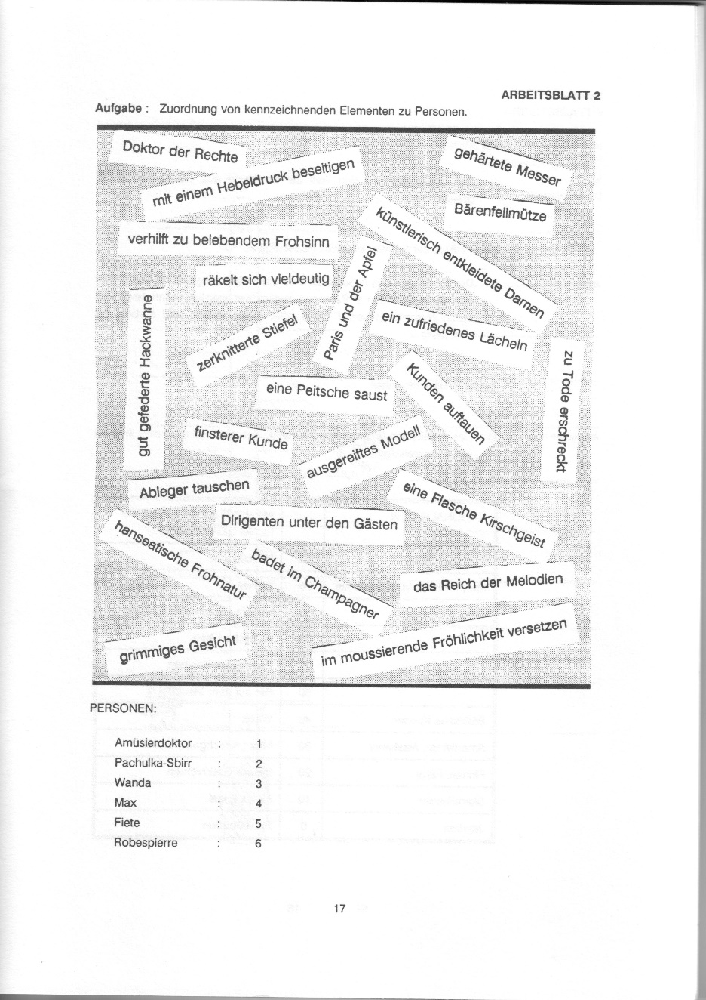 ARBEITSBLATT 2
Aufgabe : Zuordnung von kennzeichnenden Elementen zu Personen.
Doktor der Rechte
gehärtete Messer
mit einem Hebeldruck beseitigen
Bärenfellmütze
künstlerisch entkleidete Damen
verhilft zu belebendem Frohsinn
räkelt sich vieldeutig
Paris und der Apfel
gut gefederte Hackwanne
zerknitterte Stiefel
ein zufriedenes Lächeln
zu Tode erschreckt
eine Peitsche saust
Kunden auftauen
finsterer Kunde
ausgereiftes Modell
Ableger tauschen
eine Flasche Kirschgeist
Dirigenten unter den Gästen
hanseatische Frohnatur
badet im Champagner
das Reich der Melodien
grimmiges Gesicht
im moussierende Fröhlichkeit versetzen
PERSONEN:
Amüsierdoktor : 1
Pachulka-Sbirr : 2
Wanda : 3
Max : 4
Fiete : 5
Robespierre : 6
17